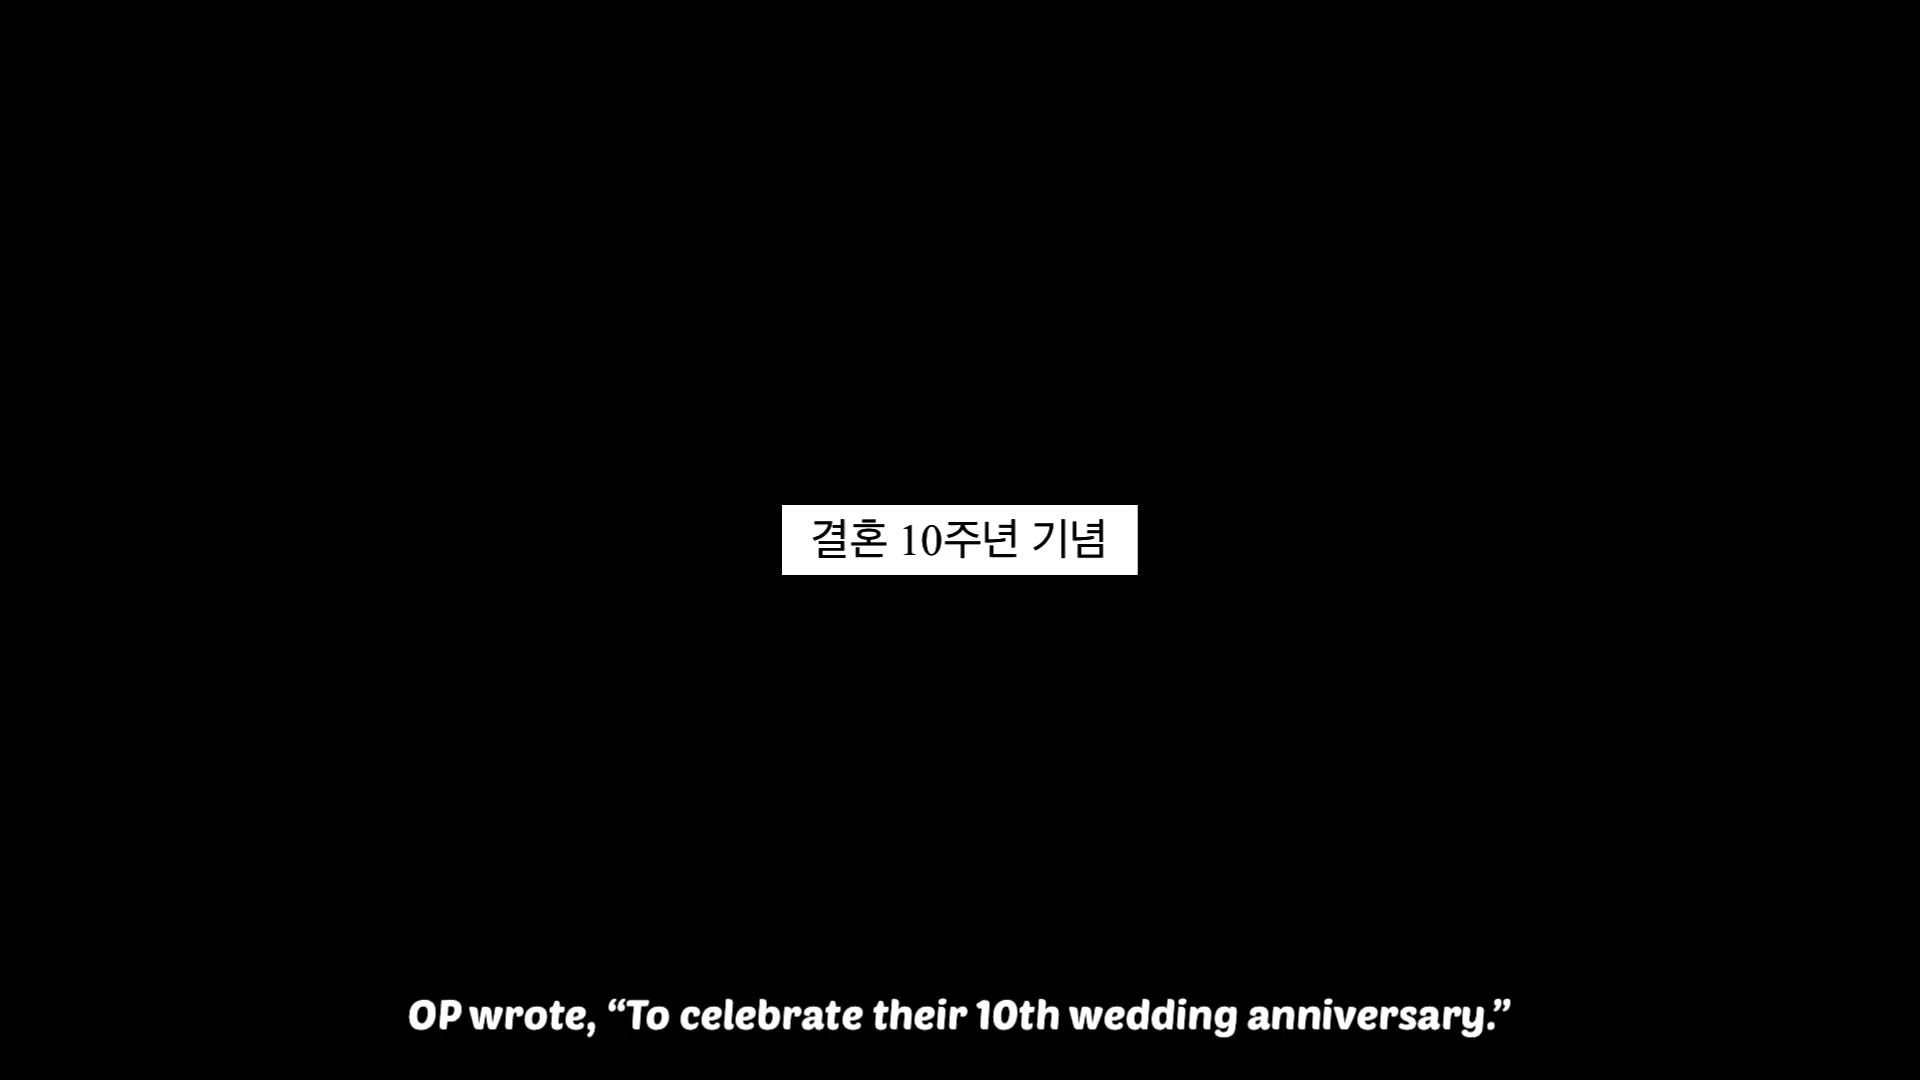 결혼 10주년 기념
OP wrote, “To celebrate their 10th wedding anniversary.”